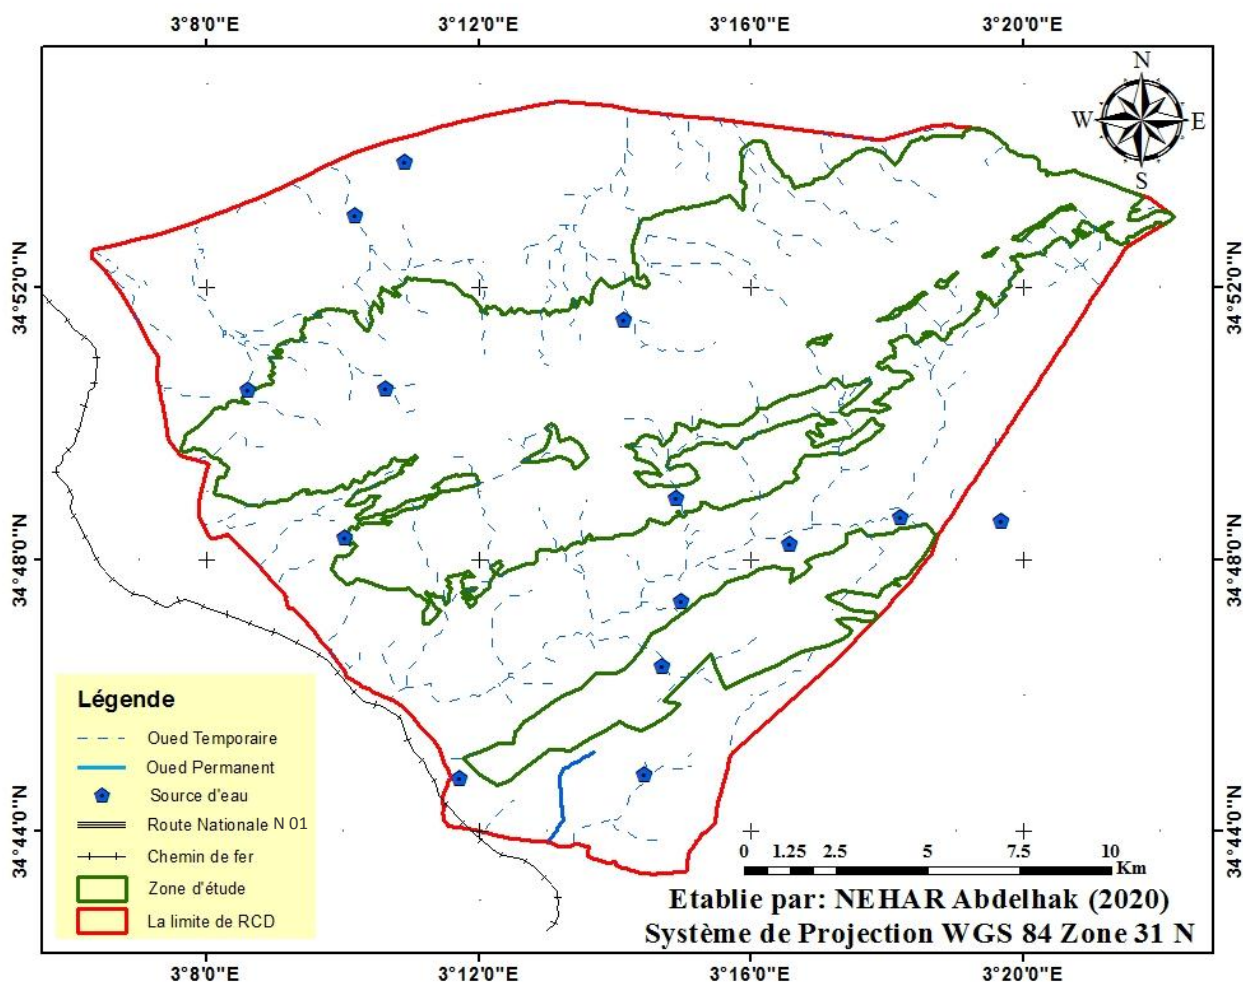 3°8'0"E 3°12'0"E 3°16'0"E 3°20'0"E
N
W E
S
34°52'0"N 34°52'0"N
34°48'0"N 34°48'0"N
34°44'0"N 34°44'0"N
Légende
Oued Temporaire
Oued Permanent
Source d'eau
Route Nationale N 01
Chemin de fer
Zone d'étude
La limite de RCD
0 1.25 2.5 5 7.5 10
Km
Etablie par: NEHAR Abdelhak (2020)
Système de Projection WGS 84 Zone 31 N
3°8'0"E 3°12'0"E 3°16'0"E 3°20'0"E